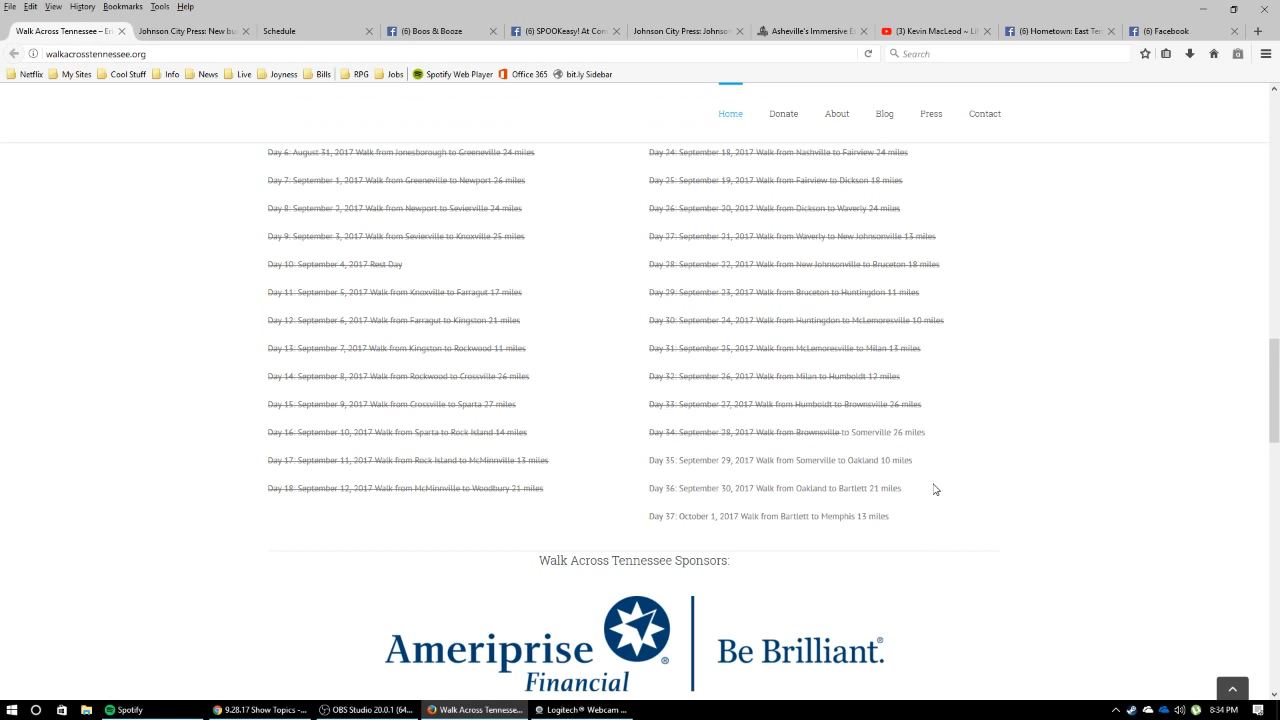 File Edit View History Bookmarks Tools Help
Walk Across Tennessee – En
Johnson City Press: New bu
Schedule
(6) Boos & Booze
(6) SPOOKeasy! At Com
Johnson City Press: Johnso
Asheville's Immersive E
(3) Kevin MacLeod ~ Li
(6) Hometown: East Ten
(6) Facebook
walkacrosstennessee.org
Search
Netflix My Sites Cool Stuff Info News Live Joyness Bills RPG Jobs Spotify Web Player Office 365 bit.ly Sidebar
Home Donate About Blog Press Contact
Day 6: August 31, 2017 Walk from Jonesborough to Greeneville 24 miles
Day 7: September 1, 2017 Walk from Greeneville to Newport 26 miles
Day 8: September 2, 2017 Walk from Newport to Sevierville 24 miles
Day 9: September 3, 2017 Walk from Sevierville to Knoxville 25 miles
Day 10: September 4, 2017 Rest Day
Day 11: September 5, 2017 Walk from Knoxville to Farragut 17 miles
Day 12: September 6, 2017 Walk from Farragut to Kingston 21 miles
Day 13: September 7, 2017 Walk from Kingston to Rockwood 11 miles
Day 14: September 8, 2017 Walk from Rockwood to Crossville 26 miles
Day 15: September 9, 2017 Walk from Crossville to Sparta 27 miles
Day 16: September 10, 2017 Walk from Sparta to Rock Island 14 miles
Day 17: September 11, 2017 Walk from Rock Island to McMinnville 13 miles
Day 18: September 12, 2017 Walk from McMinnville to Woodbury 21 miles
Day 24: September 18, 2017 Walk from Nashville to Fairview 24 miles
Day 25: September 19, 2017 Walk from Fairview to Dickson 18 miles
Day 26: September 20, 2017 Walk from Dickson to Waverly 24 miles
Day 27: September 21, 2017 Walk from Waverly to New Johnsonville 13 miles
Day 28: September 22, 2017 Walk from New Johnsonville to Bruceton 18 miles
Day 29: September 23, 2017 Walk from Bruceton to Huntingdon 11 miles
Day 30: September 24, 2017 Walk from Huntingdon to McLemoresville 10 miles
Day 31: September 25, 2017 Walk from McLemoresville to Milan 13 miles
Day 32: September 26, 2017 Walk from Milan to Humboldt 12 miles
Day 33: September 27, 2017 Walk from Humboldt to Brownsville 26 miles
Day 34: September 28, 2017 Walk from Brownsville to Somerville 26 miles
Day 35: September 29, 2017 Walk from Somerville to Oakland 10 miles
Day 36: September 30, 2017 Walk from Oakland to Bartlett 21 miles
Day 37: October 1, 2017 Walk from Bartlett to Memphis 13 miles
Walk Across Tennessee Sponsors:
Ameriprise
Financial
Be Brilliant.®
Spotify
9.28.17 Show Topics -...
OBS Studio 20.0.1 (64...
Walk Across Tennesse...
Logitech® Webcam ...
8:34 PM